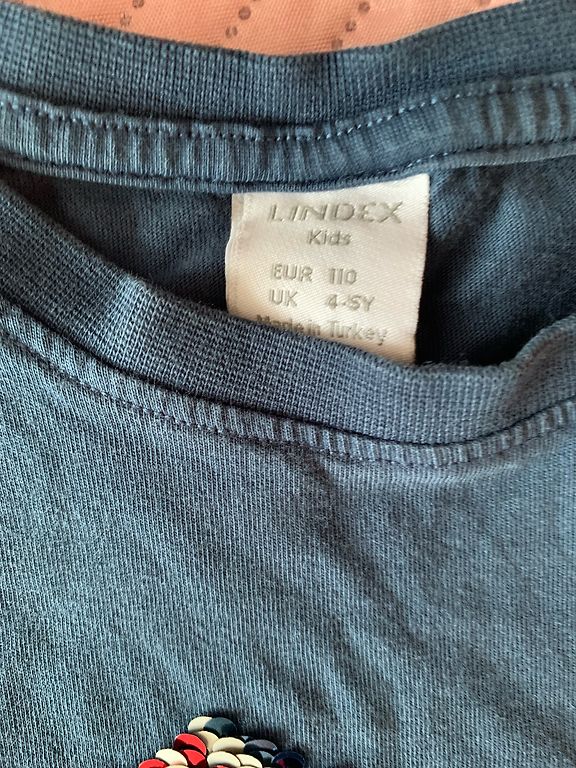 LINDEX
Kids
EUR 110
UK 4-5Y
Made in Turkey